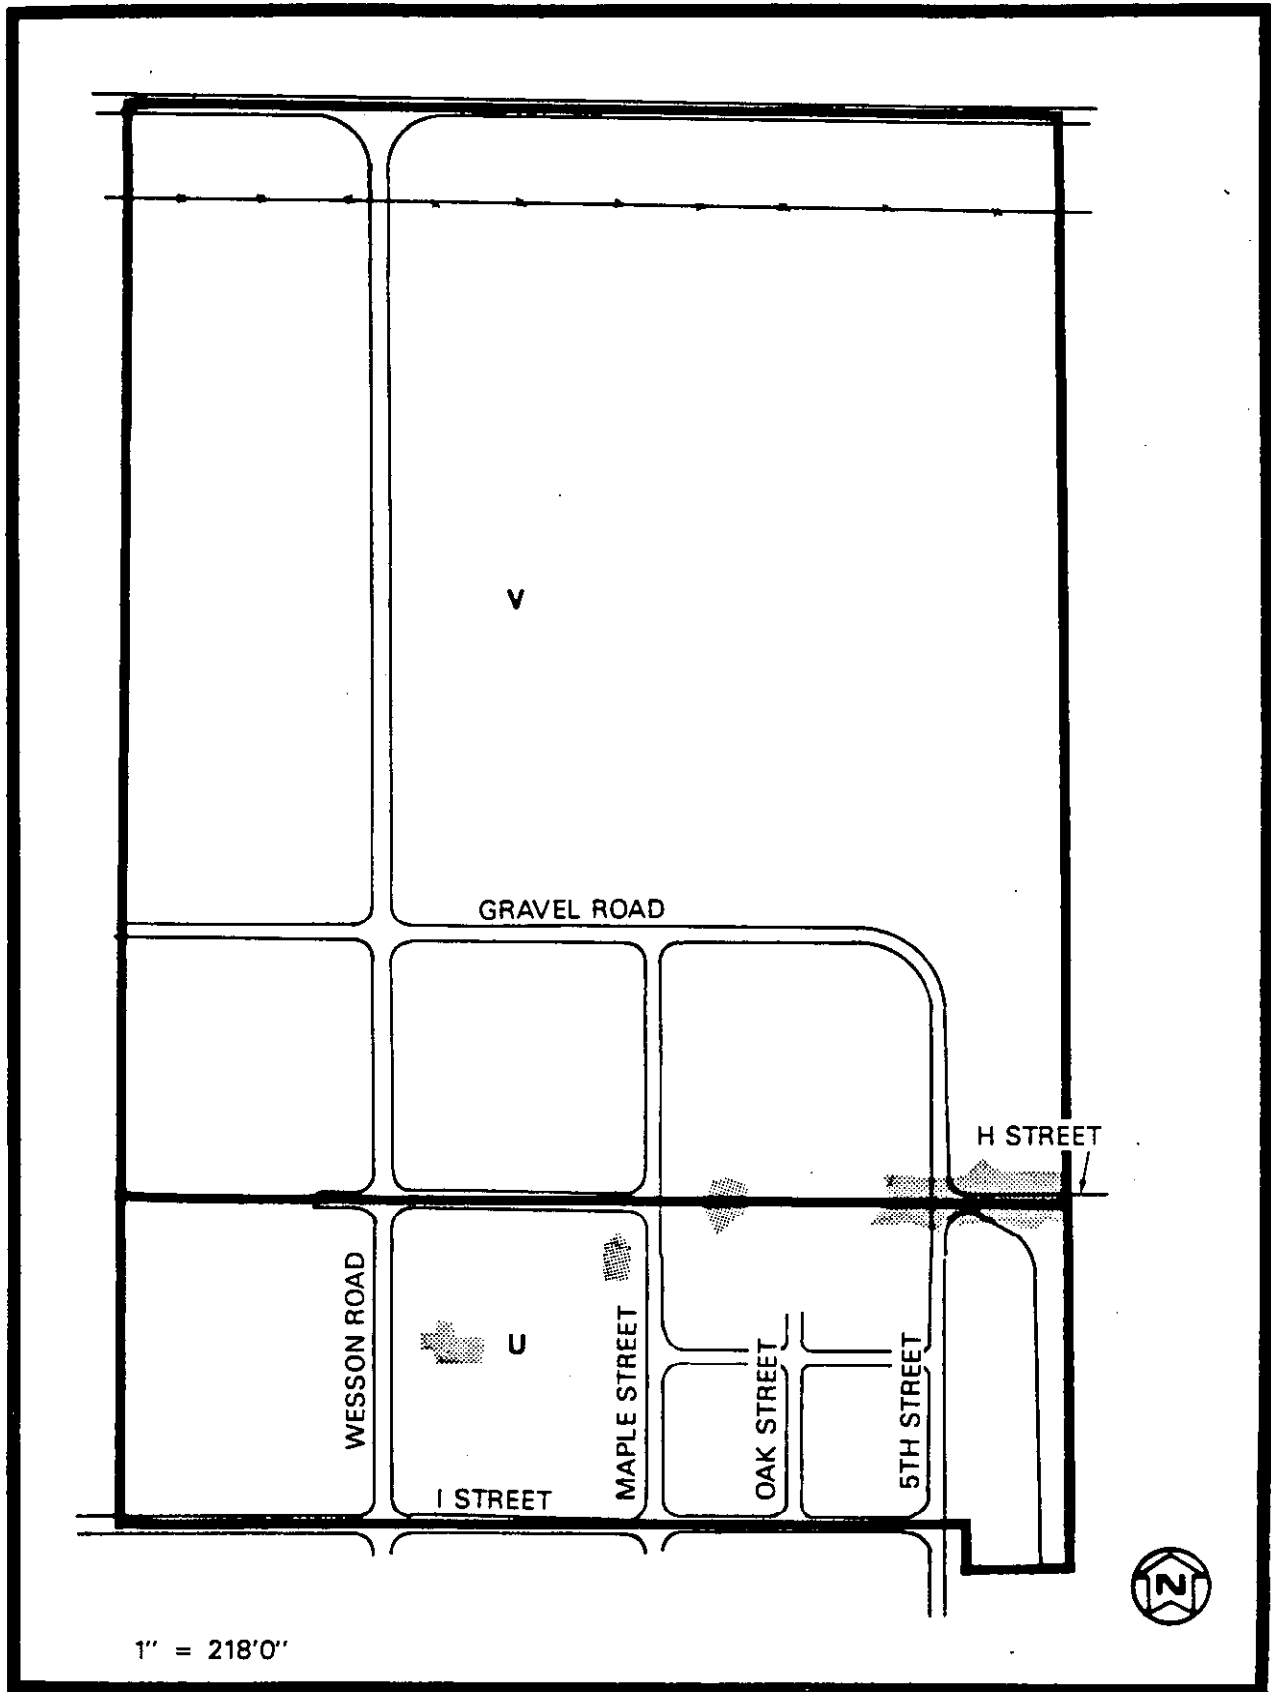 V
GRAVEL ROAD
H STREET
WESSON ROAD
U
MAPLE STREET
OAK STREET
5TH STREET
I STREET
N
1" = 218'0"